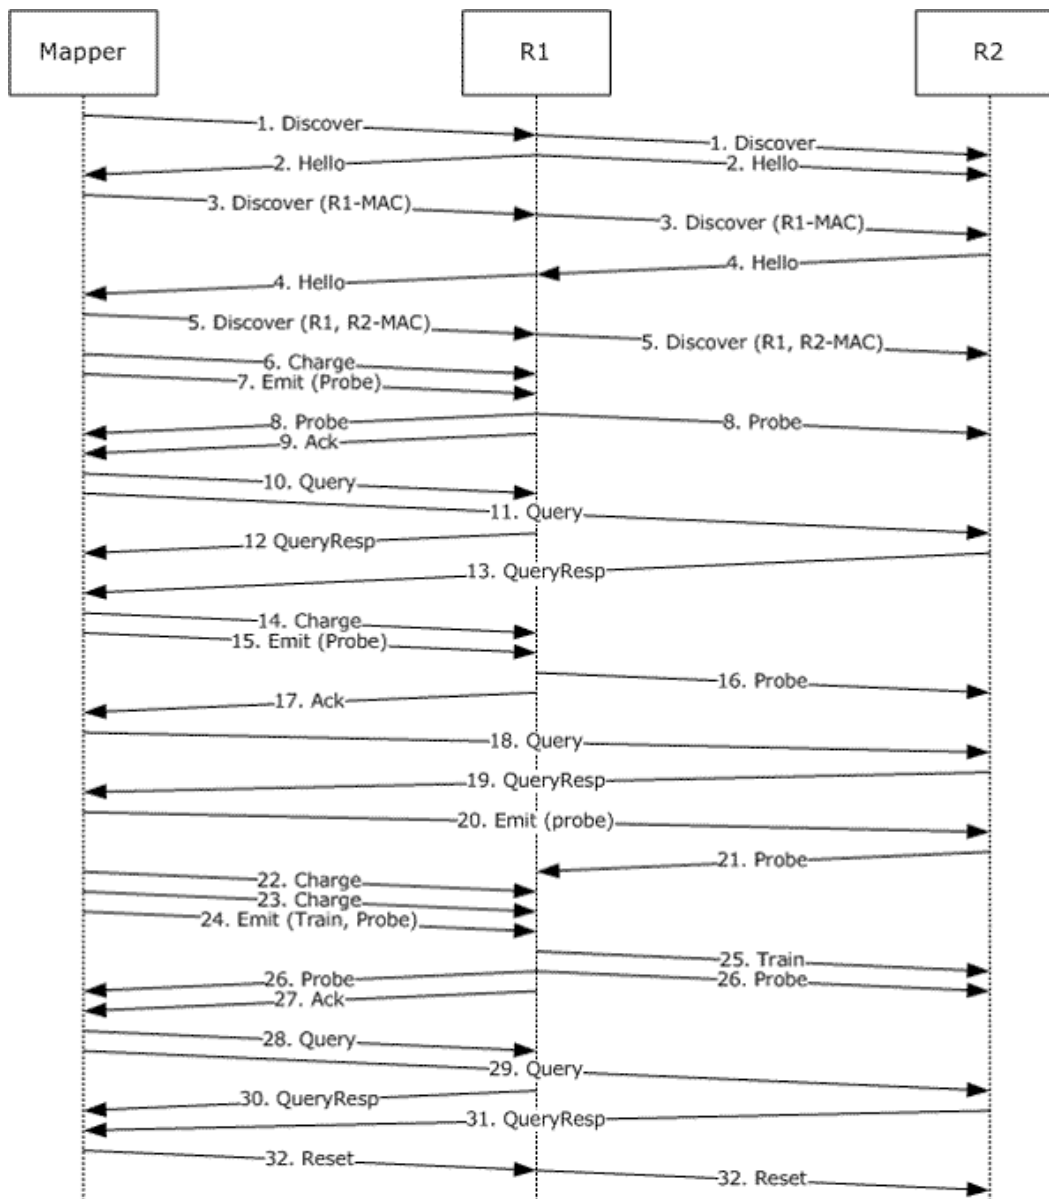 Mapper
R1
R2
1. Discover
1. Discover
2. Hello
2. Hello
3. Discover (R1-MAC)
3. Discover (R1-MAC)
4. Hello
4. Hello
5. Discover (R1, R2-MAC)
5. Discover (R1, R2-MAC)
6. Charge
7. Emit (Probe)
8. Probe
8. Probe
9. Ack
10. Query
11. Query
12 QueryResp
13. QueryResp
14. Charge
15. Emit (Probe)
16. Probe
17. Ack
18. Query
19. QueryResp
20. Emit (probe)
21. Probe
22. Charge
23. Charge
24. Emit (Train, Probe)
25. Train
26. Probe
26. Probe
27. Ack
28. Query
29. Query
30. QueryResp
31. QueryResp
32. Reset
32. Reset